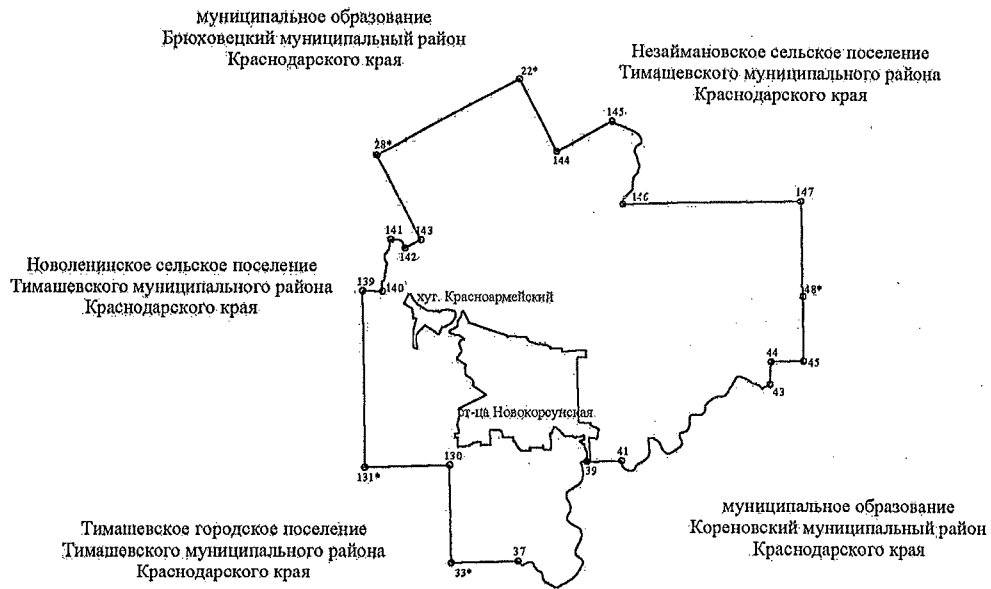 муниципальное образование
Брюховецкий муниципальный район
Краснодарского края
Незаймановское сельское поселение
Тимашевского муниципального района
Краснодарского края
22*
145
28*
144
146
147
141
143
142
Новоленинское сельское поселение
Тимашевского муниципального района
Краснодарского края
139
140
хут. Красноармейский
48*
44
45
43
ст-ца Новокорсунская
130
131*
39
41
муниципальное образование
Кореновский муниципальный район
Краснодарского края
Тимашевское городское поселение
Тимашевского муниципального района
Краснодарского края
37
33*